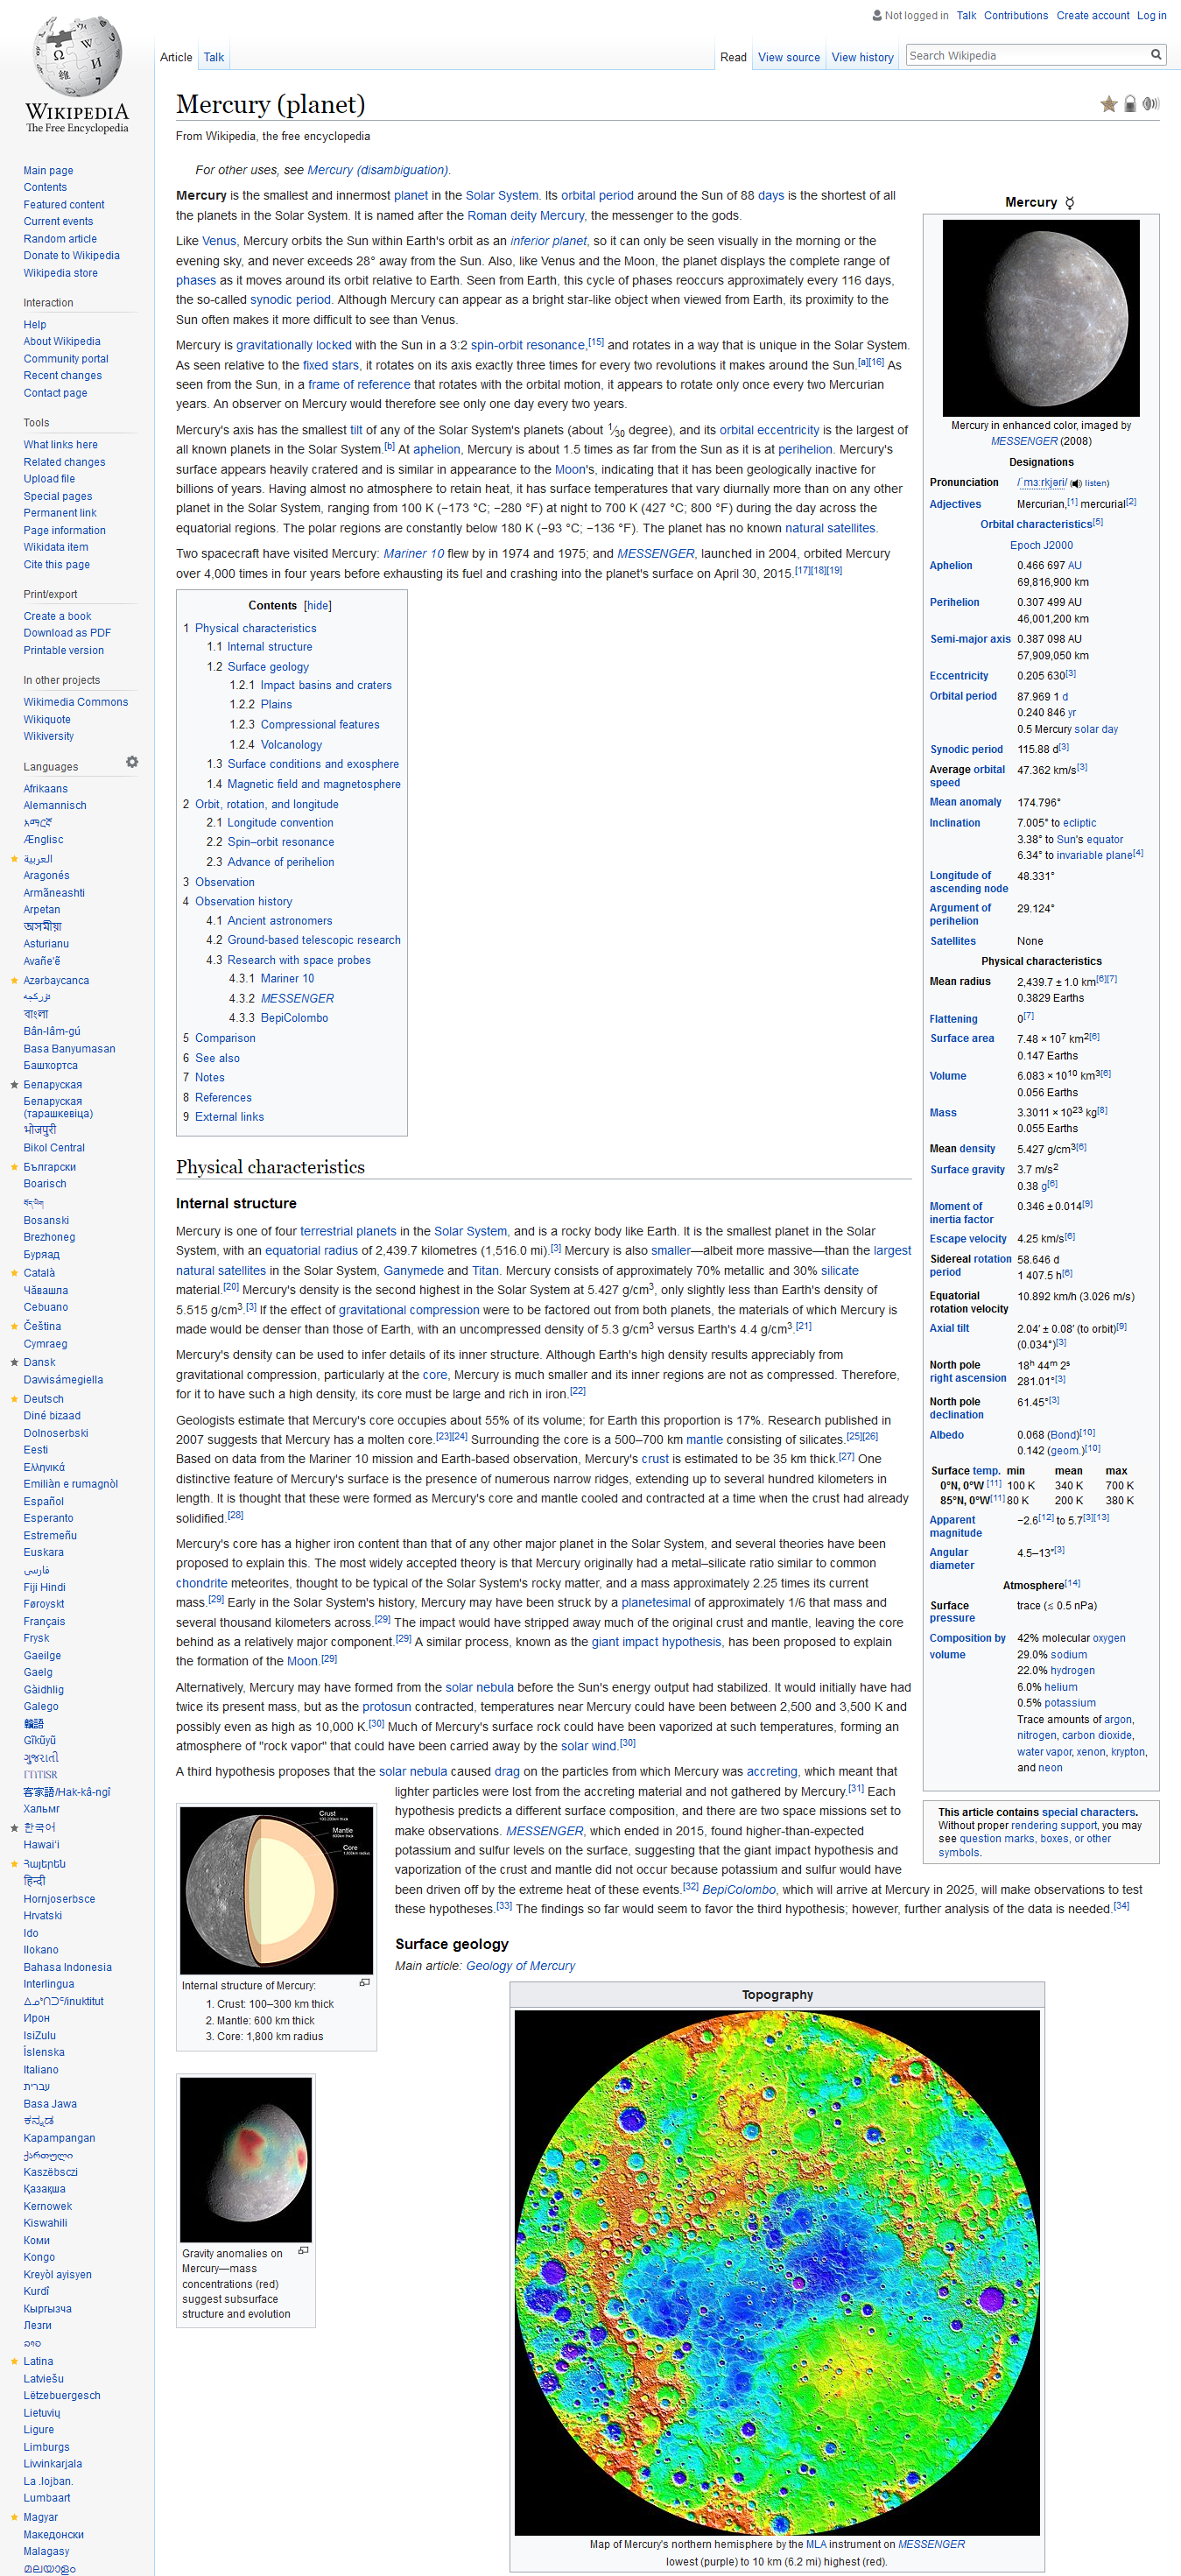 Not logged in Talk Contributions Create account Log in
Article Talk
Read View source View history Search Wikipedia
WIKIPEDIA
The Free Encyclopedia
Main page
Contents
Featured content
Current events
Random article
Donate to Wikipedia
Wikipedia store
Interaction
Help
About Wikipedia
Community portal
Recent changes
Contact page
Tools
What links here
Related changes
Upload file
Special pages
Permanent link
Page information
Wikidata item
Cite this page
Print/export
Create a book
Download as PDF
Printable version
In other projects
Wikimedia Commons
Wikiquote
Wikiversity
Languages
Afrikaans
Alemannisch
አማርኛ
Ænglisc
العربية
Aragonés
Armãneashti
Arpetan
অসমীয়া
Asturianu
Avañe'ẽ
Azərbaycanca
تۆرکجه
বাংলা
Bân-lâm-gú
Basa Banyumasan
Башҡортса
Беларуская
Беларуская
(тарашкевіца)
भोजपुरी
Bikol Central
Български
Boarisch
བོད་ཡིག
Bosanski
Brezhoneg
Буряад
Català
Чӑвашла
Cebuano
Čeština
Cymraeg
Dansk
Davvisámegiella
Deutsch
Diné bizaad
Dolnoserbski
Eesti
Ελληνικά
Emiliàn e rumagnòl
Español
Esperanto
Estremeñu
Euskara
فارسی
Fiji Hindi
Føroyskt
Français
Frysk
Gaeilge
Gaelg
Gàidhlig
Galego
贛語
Gĩkũyũ
ગુજરાતી
客家語/Hak-kâ-ngî
Хальмг
한국어
Hawaiʻi
Հայերեն
हिन्दी
Hornjoserbsce
Hrvatski
Ido
Ilokano
Bahasa Indonesia
Interlingua
ᐃᓄᒃᑎᑐᑦ/inuktitut
Ирон
IsiZulu
Íslenska
Italiano
עברית
Basa Jawa
ಕನ್ನಡ
Kapampangan
ქართული
Kaszëbsczi
Қазақша
Kernowek
Kiswahili
Коми
Kongo
Kreyòl ayisyen
Kurdî
Кыргызча
Лезги
ລາວ
Latina
Latviešu
Lëtzebuergesch
Lietuvių
Ligure
Limburgs
Livvinkarjala
La .lojban.
Lumbaart
Magyar
Македонски
Malagasy
മലയാളം
Mercury (planet)
From Wikipedia, the free encyclopedia
For other uses, see Mercury (disambiguation).
Mercury is the smallest and innermost planet in the Solar System. Its orbital period around the Sun of 88 days is the shortest of all
the planets in the Solar System. It is named after the Roman deity Mercury, the messenger to the gods.
Like Venus, Mercury orbits the Sun within Earth's orbit as an inferior planet, so it can only be seen visually in the morning or the
evening sky, and never exceeds 28° away from the Sun. Also, like Venus and the Moon, the planet displays the complete range of
phases as it moves around its orbit relative to Earth. Seen from Earth, this cycle of phases reoccurs approximately every 116 days,
the so-called synodic period. Although Mercury can appear as a bright star-like object when viewed from Earth, its proximity to the
Sun often makes it more difficult to see than Venus.
Mercury is gravitationally locked with the Sun in a 3:2 spin-orbit resonance,[15] and rotates in a way that is unique in the Solar System.
As seen relative to the fixed stars, it rotates on its axis exactly three times for every two revolutions it makes around the Sun.[a][16] As
seen from the Sun, in a frame of reference that rotates with the orbital motion, it appears to rotate only once every two Mercurian
years. An observer on Mercury would therefore see only one day every two years.
Mercury's axis has the smallest tilt of any of the Solar System's planets (about 1⁄30 degree), and its orbital eccentricity is the largest of
all known planets in the Solar System.[b] At aphelion, Mercury is about 1.5 times as far from the Sun as it is at perihelion. Mercury's
surface appears heavily cratered and is similar in appearance to the Moon's, indicating that it has been geologically inactive for
billions of years. Having almost no atmosphere to retain heat, it has surface temperatures that vary diurnally more than on any other
planet in the Solar System, ranging from 100 K (−173 °C; −280 °F) at night to 700 K (427 °C; 800 °F) during the day across the
equatorial regions. The polar regions are constantly below 180 K (−93 °C; −136 °F). The planet has no known natural satellites.
Two spacecraft have visited Mercury: Mariner 10 flew by in 1974 and 1975; and MESSENGER, launched in 2004, orbited Mercury
over 4,000 times in four years before exhausting its fuel and crashing into the planet's surface on April 30, 2015.[17][18][19]
Contents [hide]
1 Physical characteristics
1.1 Internal structure
1.2 Surface geology
1.2.1 Impact basins and craters
1.2.2 Plains
1.2.3 Compressional features
1.2.4 Volcanology
1.3 Surface conditions and exosphere
1.4 Magnetic field and magnetosphere
2 Orbit, rotation, and longitude
2.1 Longitude convention
2.2 Spin–orbit resonance
2.3 Advance of perihelion
3 Observation
4 Observation history
4.1 Ancient astronomers
4.2 Ground-based telescopic research
4.3 Research with space probes
4.3.1 Mariner 10
4.3.2 MESSENGER
4.3.3 BepiColombo
5 Comparison
6 See also
7 Notes
8 References
9 External links
Mercury ☿
Mercury in enhanced color, imaged by
MESSENGER (2008)
Designations
Pronunciation /ˈmɜːrkjəri/ (listen)
Adjectives Mercurian,[1] mercurial[2]
Orbital characteristics[5]
Epoch J2000
Aphelion 0.466 697 AU
69,816,900 km
Perihelion 0.307 499 AU
46,001,200 km
Semi-major axis 0.387 098 AU
57,909,050 km
Eccentricity 0.205 630[3]
Orbital period 87.969 1 d
0.240 846 yr
0.5 Mercury solar day
Synodic period 115.88 d[3]
Average orbital speed 47.362 km/s[3]
Mean anomaly 174.796°
Inclination 7.005° to ecliptic
3.38° to Sun's equator
6.34° to invariable plane[4]
Longitude of ascending node 48.331°
Argument of perihelion 29.124°
Satellites None
Physical characteristics
Mean radius 2,439.7 ± 1.0 km[6][7]
0.3829 Earths
Flattening 0[7]
Surface area 7.48 × 10^7 km2[6]
0.147 Earths
Volume 6.083 × 10^10 km3[6]
0.056 Earths
Mass 3.3011 × 10^23 kg[8]
0.055 Earths
Mean density 5.427 g/cm3[6]
Surface gravity 3.7 m/s2
0.38 g[6]
Moment of inertia factor 0.346 ± 0.014[9]
Escape velocity 4.25 km/s[6]
Sidereal rotation period 58.646 d
1 407.5 h[6]
Equatorial rotation velocity 10.892 km/h (3.026 m/s)
Axial tilt 2.04′ ± 0.08′ (to orbit)[9]
(0.034°)[3]
North pole right ascension 18h 44m 2s
281.01°[3]
North pole declination 61.45°[3]
Albedo 0.068 (Bond)[10]
0.142 (geom.)[10]
Surface temp. min mean max
0°N, 0°W [11] 100 K 340 K 700 K
85°N, 0°W[11] 80 K 200 K 380 K
Apparent magnitude −2.6[12] to 5.7[3][13]
Angular diameter 4.5–13″[3]
Atmosphere[14]
Surface pressure trace (≤ 0.5 nPa)
Composition by volume 42% molecular oxygen
29.0% sodium
22.0% hydrogen
6.0% helium
0.5% potassium
Trace amounts of argon,
nitrogen, carbon dioxide,
water vapor, xenon, krypton,
and neon
This article contains special characters.
Without proper rendering support, you may
see question marks, boxes, or other
symbols.
Physical characteristics
Internal structure
Mercury is one of four terrestrial planets in the Solar System, and is a rocky body like Earth. It is the smallest planet in the Solar
System, with an equatorial radius of 2,439.7 kilometres (1,516.0 mi).[3] Mercury is also smaller—albeit more massive—than the largest
natural satellites in the Solar System, Ganymede and Titan. Mercury consists of approximately 70% metallic and 30% silicate
material.[20] Mercury's density is the second highest in the Solar System at 5.427 g/cm3, only slightly less than Earth's density of
5.515 g/cm3.[3] If the effect of gravitational compression were to be factored out from both planets, the materials of which Mercury is
made would be denser than those of Earth, with an uncompressed density of 5.3 g/cm3 versus Earth's 4.4 g/cm3.[21]
Mercury's density can be used to infer details of its inner structure. Although Earth's high density results appreciably from
gravitational compression, particularly at the core, Mercury is much smaller and its inner regions are not as compressed. Therefore,
for it to have such a high density, its core must be large and rich in iron.[22]
Geologists estimate that Mercury's core occupies about 55% of its volume; for Earth this proportion is 17%. Research published in
2007 suggests that Mercury has a molten core.[23][24] Surrounding the core is a 500–700 km mantle consisting of silicates.[25][26]
Based on data from the Mariner 10 mission and Earth-based observation, Mercury's crust is estimated to be 35 km thick.[27] One
distinctive feature of Mercury's surface is the presence of numerous narrow ridges, extending up to several hundred kilometers in
length. It is thought that these were formed as Mercury's core and mantle cooled and contracted at a time when the crust had already
solidified.[28]
Mercury's core has a higher iron content than that of any other major planet in the Solar System, and several theories have been
proposed to explain this. The most widely accepted theory is that Mercury originally had a metal–silicate ratio similar to common
chondrite meteorites, thought to be typical of the Solar System's rocky matter, and a mass approximately 2.25 times its current
mass.[29] Early in the Solar System's history, Mercury may have been struck by a planetesimal of approximately 1/6 that mass and
several thousand kilometers across.[29] The impact would have stripped away much of the original crust and mantle, leaving the core
behind as a relatively major component.[29] A similar process, known as the giant impact hypothesis, has been proposed to explain
the formation of the Moon.[29]
Alternatively, Mercury may have formed from the solar nebula before the Sun's energy output had stabilized. It would initially have had
twice its present mass, but as the protosun contracted, temperatures near Mercury could have been between 2,500 and 3,500 K and
possibly even as high as 10,000 K.[30] Much of Mercury's surface rock could have been vaporized at such temperatures, forming an
atmosphere of "rock vapor" that could have been carried away by the solar wind.[30]
A third hypothesis proposes that the solar nebula caused drag on the particles from which Mercury was accreting, which meant that
lighter particles were lost from the accreting material and not gathered by Mercury.[31] Each
hypothesis predicts a different surface composition, and there are two space missions set to
make observations. MESSENGER, which ended in 2015, found higher-than-expected
potassium and sulfur levels on the surface, suggesting that the giant impact hypothesis and
vaporization of the crust and mantle did not occur because potassium and sulfur would have
been driven off by the extreme heat of these events.[32] BepiColombo, which will arrive at Mercury in 2025, will make observations to test
these hypotheses.[33] The findings so far would seem to favor the third hypothesis; however, further analysis of the data is needed.[34]
Crust
Mantle
Core
Internal structure of Mercury:
1. Crust: 100–300 km thick
2. Mantle: 600 km thick
3. Core: 1,800 km radius
Gravity anomalies on
Mercury—mass
concentrations (red)
suggest subsurface
structure and evolution
Surface geology
Main article: Geology of Mercury
Topography
Map of Mercury's northern hemisphere by the MLA instrument on MESSENGER
lowest (purple) to 10 km (6.2 mi) highest (red).